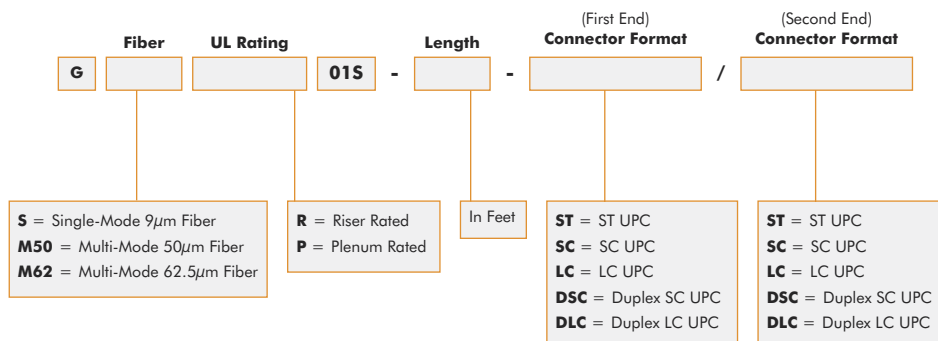 (First End) (Second End)
Fiber UL Rating Length Connector Format Connector Format
G 01S - - /
S = Single-Mode 9µm Fiber
M50 = Multi-Mode 50µm Fiber
M62 = Multi-Mode 62.5µm Fiber
R = Riser Rated
P = Plenum Rated
In Feet
ST = ST UPC
SC = SC UPC
LC = LC UPC
DSC = Duplex SC UPC
DLC = Duplex LC UPC
ST = ST UPC
SC = SC UPC
LC = LC UPC
DSC = Duplex SC UPC
DLC = Duplex LC UPC